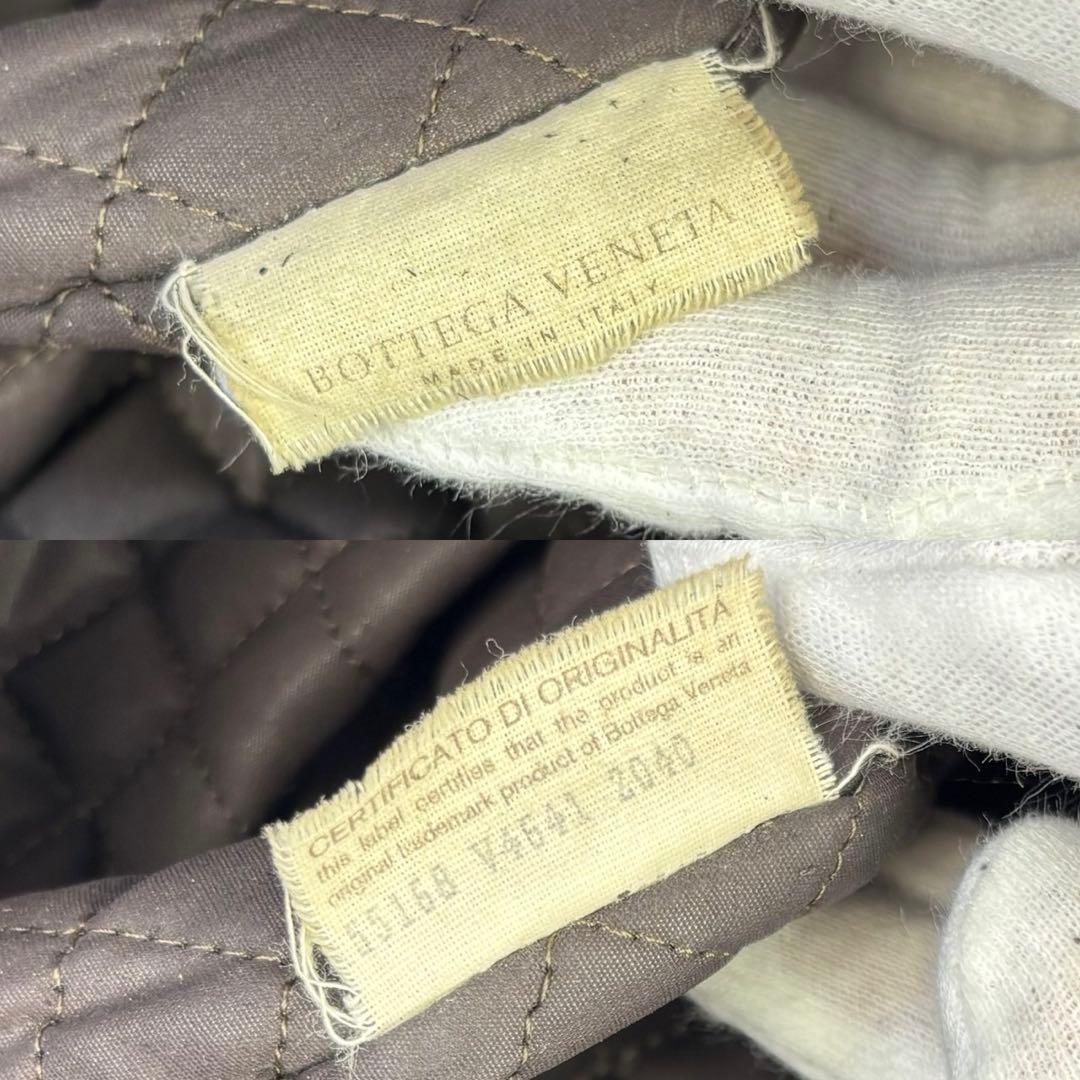 BOTTEGA VENETA
MADE IN ITALY
CERTIFICATO DI ORIGINALITÀ
this label certifies that the product is an
original trademark product of Bottega Veneta
V4641 2040